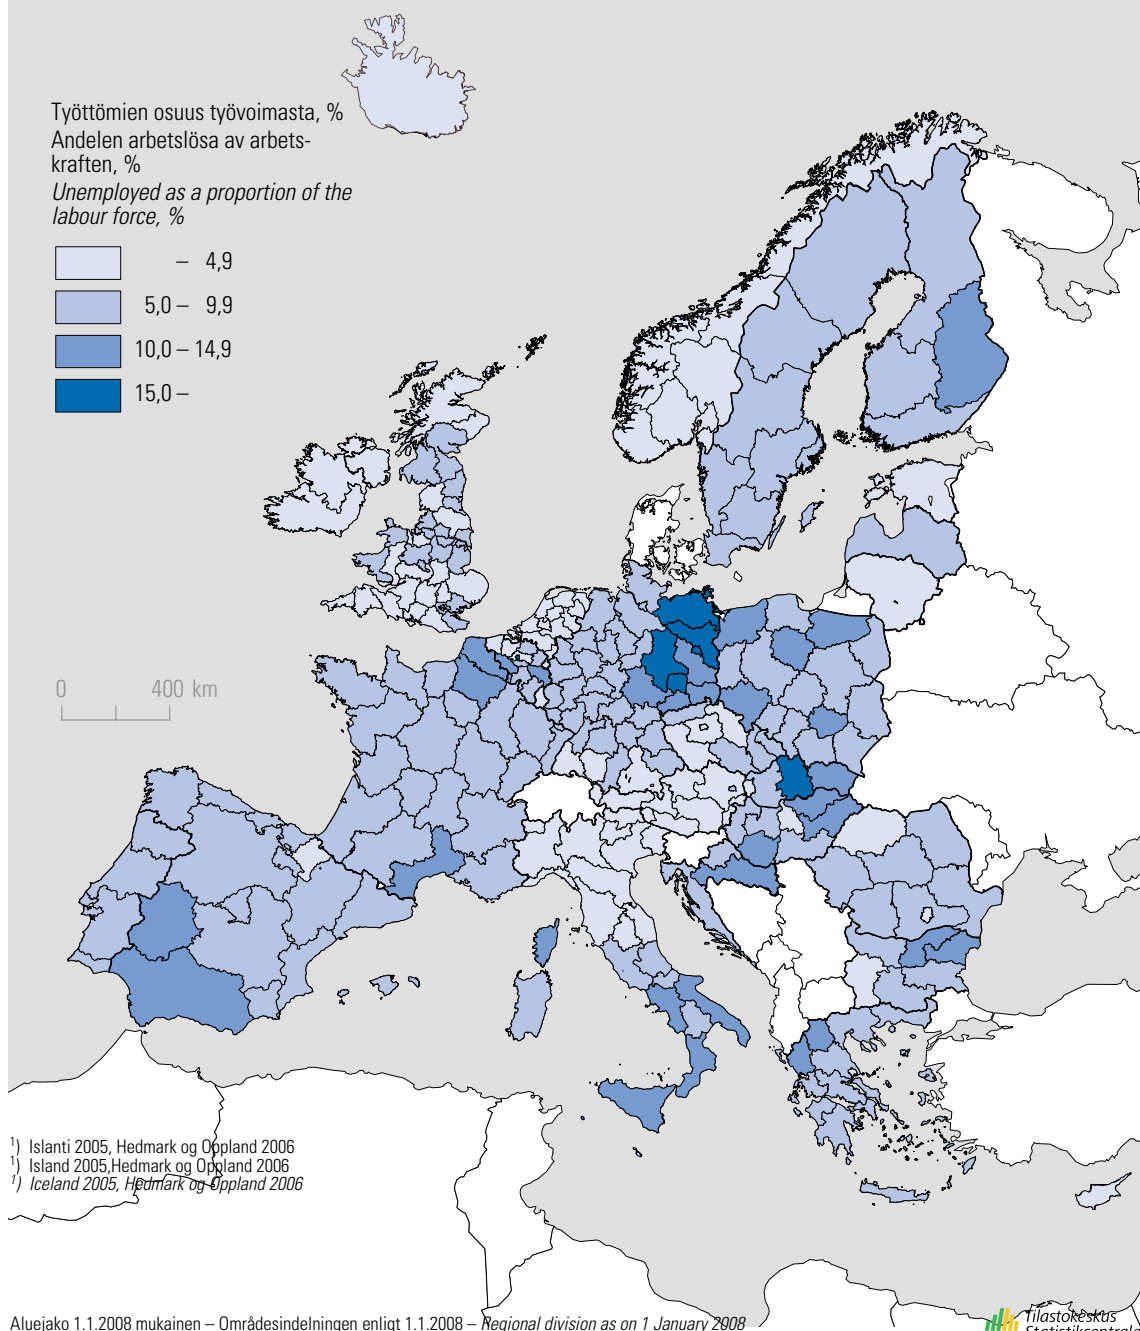 Työttömien osuus työvoimasta, %
Andelen arbetslösa av arbets-
kraften, %
Unemployed as a proportion of the
labour force, %
– 4,9
5,0 – 9,9
10,0 – 14,9
15,0 –
0 400 km
¹) Islanti 2005, Hedmark og Oppland 2006
¹) Island 2005,Hedmark og Oppland 2006
¹) Iceland 2005, Hedmark og Oppland 2006
Aluejako 1.1.2008 mukainen – Områdesindelningen enligt 1.1.2008 – Regional division as on 1 January 2008
Tilastokeskus
Statistikcentrale